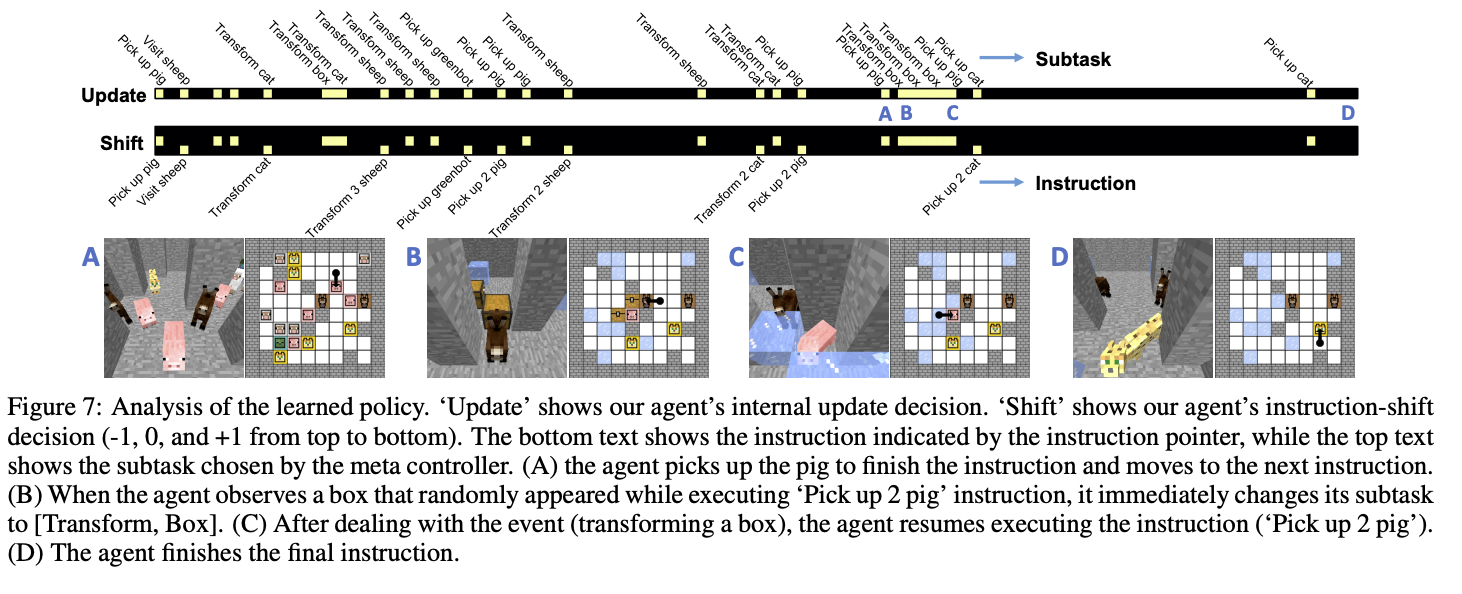 Pick up pig
Visit sheep
Transform cat
Transform box
Transform cat
Transform sheep
Transform sheep
Transform sheep
Pick up greenbot
Pick up pig
Pick up pig
Transform sheep
Transform sheep
Transform cat
Transform cat
Pick up pig
Pick up pig
Transform box
Transform box
Transform box
Pick up pig
Pick up cat
Subtask
Pick up cat
Update
A B C D
Shift
Pick up pig
Visit sheep
Transform cat
Transform 3 sheep
Pick up greenbot
Pick up 2 pig
Transform 2 sheep
Transform 2 cat
Pick up 2 pig
Pick up 2 cat
Instruction
A B C D
Figure 7: Analysis of the learned policy. ‘Update’ shows our agent’s internal update decision. ‘Shift’ shows our agent’s instruction-shift
decision (-1, 0, and +1 from top to bottom). The bottom text shows the instruction indicated by the instruction pointer, while the top text
shows the subtask chosen by the meta controller. (A) the agent picks up the pig to finish the instruction and moves to the next instruction.
(B) When the agent observes a box that randomly appeared while executing ‘Pick up 2 pig’ instruction, it immediately changes its subtask
to [Transform, Box]. (C) After dealing with the event (transforming a box), the agent resumes executing the instruction (‘Pick up 2 pig’).
(D) The agent finishes the final instruction.